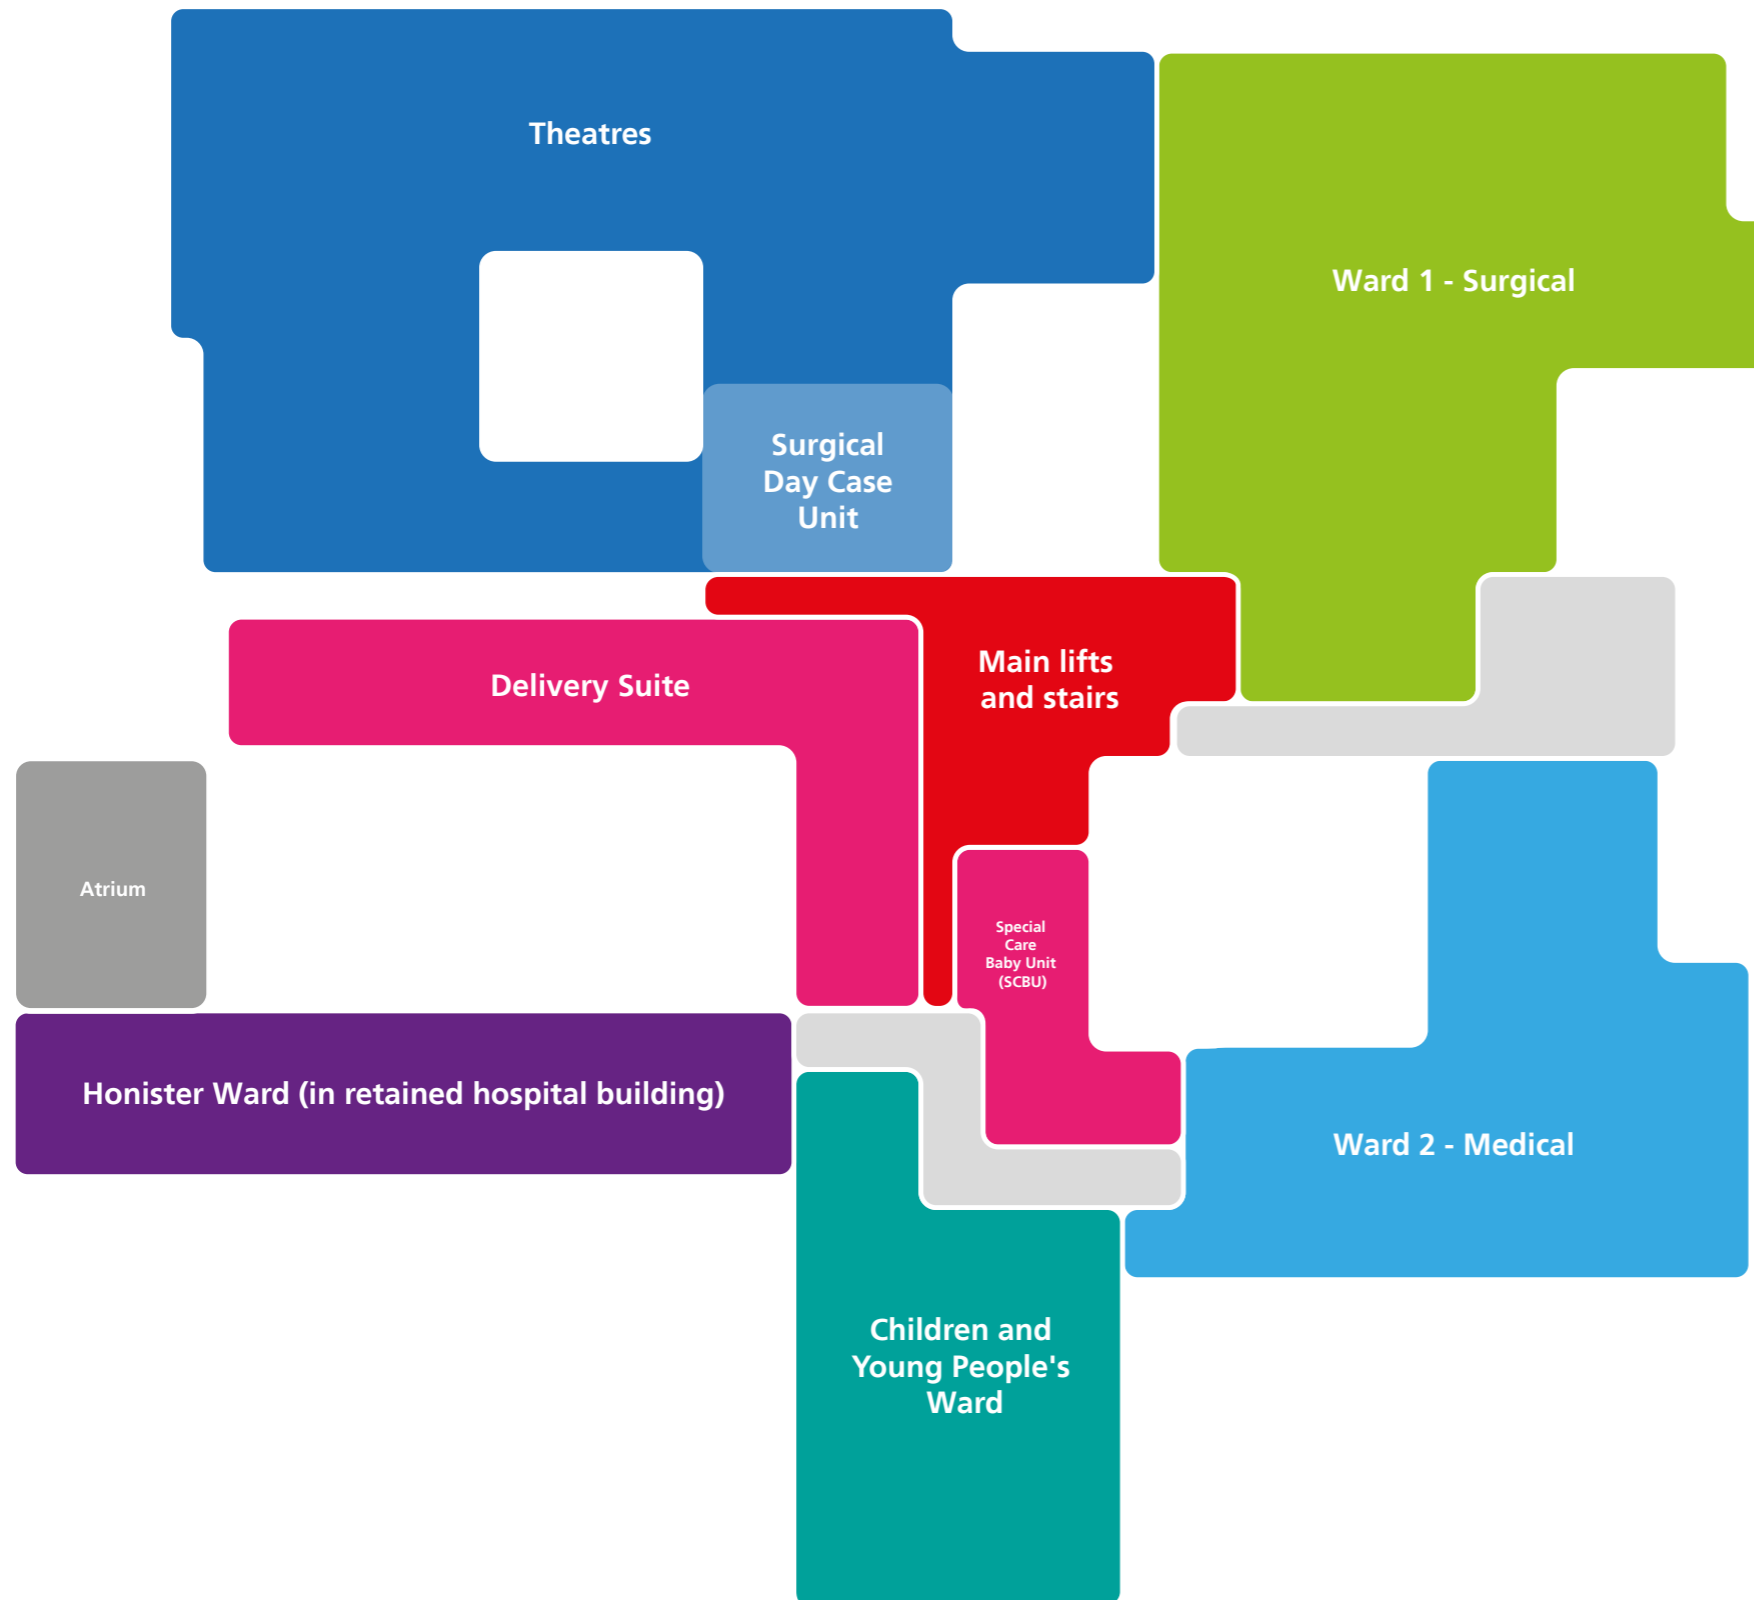 Theatres
Ward 1 - Surgical
Surgical
Day Case
Unit
Main lifts
and stairs
Delivery Suite
Atrium
Special
Care
Baby Unit
(SCBU)
Honister Ward (in retained hospital building)
Ward 2 - Medical
Children and
Young People's
Ward